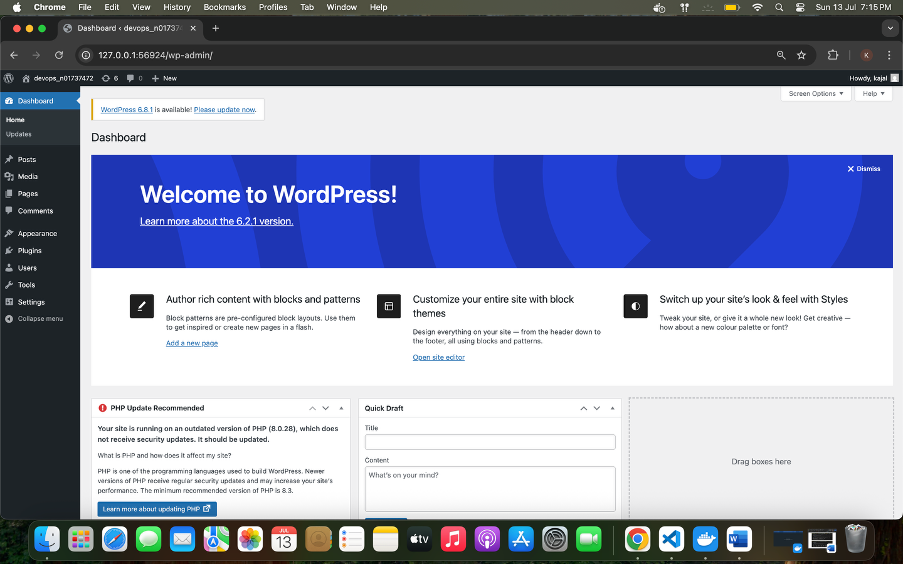 Chrome File Edit View History Bookmarks Profiles Tab Window Help Sun 13 Jul 7:15 PM
Dashboard ‹ devops_n01737
127.0.0.1:56924/wp-admin/ K
devops_n01737472 6 0 New Howdy, kajal
Dashboard
Home
Updates
Posts
Media
Pages
Comments
Appearance
Plugins
Users
Tools
Settings
Collapse menu
Screen Options Help
WordPress 6.8.1 is available! Please update now.
Dashboard
Dismiss
Welcome to WordPress!
Learn more about the 6.2.1 version.
Author rich content with blocks and patterns
Block patterns are pre-configured block layouts. Use them
to get inspired or create new pages in a flash.
Add a new page
Customize your entire site with block
themes
Design everything on your site — from the header down to
the footer, all using blocks and patterns.
Open site editor
Switch up your site's look & feel with Styles
Tweak your site, or give it a whole new look! Get creative —
how about a new colour palette or font?
PHP Update Recommended
Your site is running on an outdated version of PHP (8.0.28), which does
not receive security updates. It should be updated.
What is PHP and how does it affect my site?
PHP is one of the programming languages used to build WordPress. Newer
versions of PHP receive regular security updates and may increase your site's
performance. The minimum recommended version of PHP is 8.3.
Learn more about updating PHP
Quick Draft
Title
Content
What's on your mind?
Drag boxes here
JUL
13
tv
W